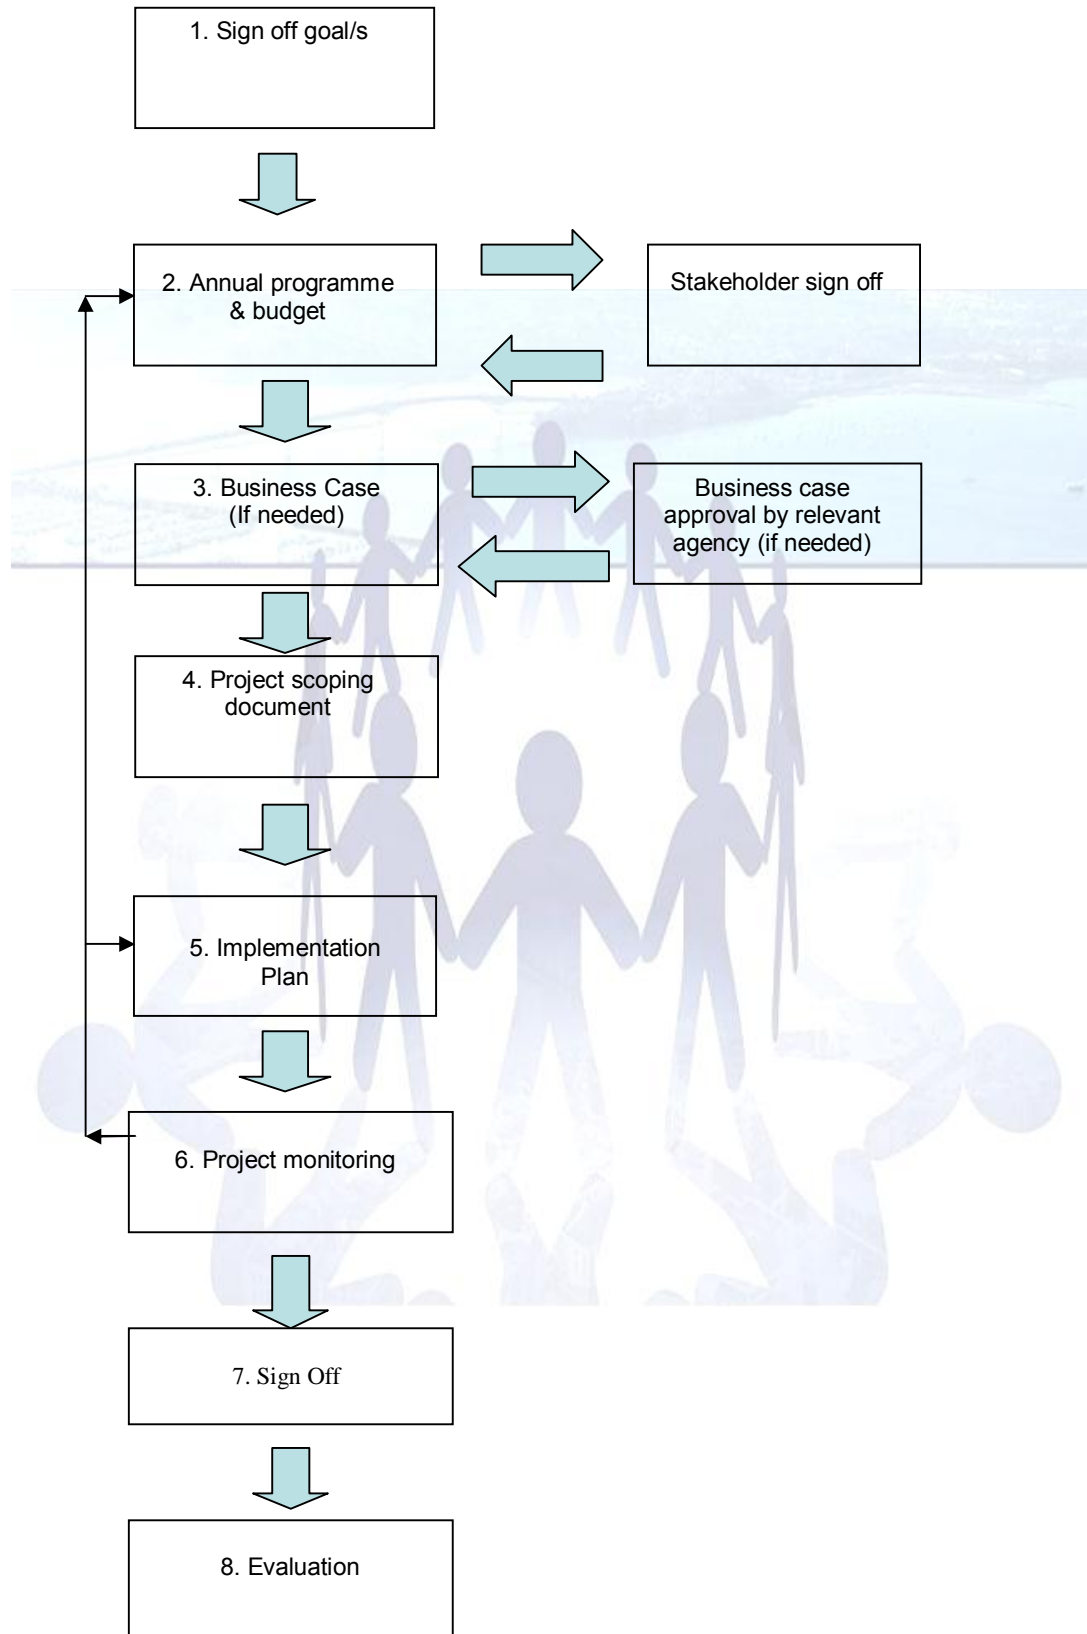 1. Sign off goal/s
2. Annual programme
& budget
Stakeholder sign off
3. Business Case
(If needed)
Business case
approval by relevant
agency (if needed)
4. Project scoping
document
5. Implementation
Plan
6. Project monitoring
7. Sign Off
8. Evaluation